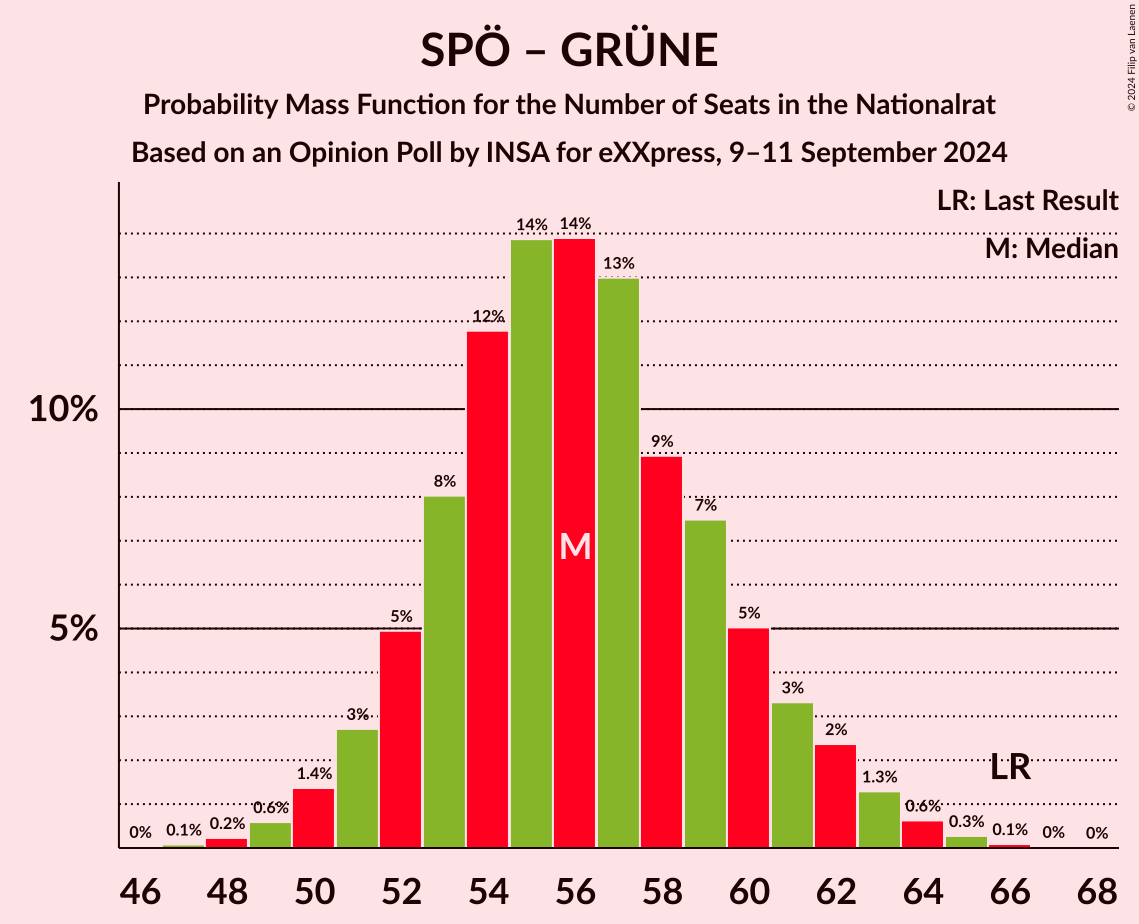 SPÖ – GRÜNE
Probability Mass Function for the Number of Seats in the Nationalrat
Based on an Opinion Poll by INSA for eXXpress, 9–11 September 2024
© 2024 Filip van Laenen
LR: Last Result
M: Median
10%
5%
0%
0.1%
0.2%
0.6%
1.4%
3%
5%
8%
12%
14%
14%
13%
9%
7%
5%
3%
2%
1.3%
0.6%
0.3%
0.1%
0%
0%
M
LR
46 48 50 52 54 56 58 60 62 64 66 68